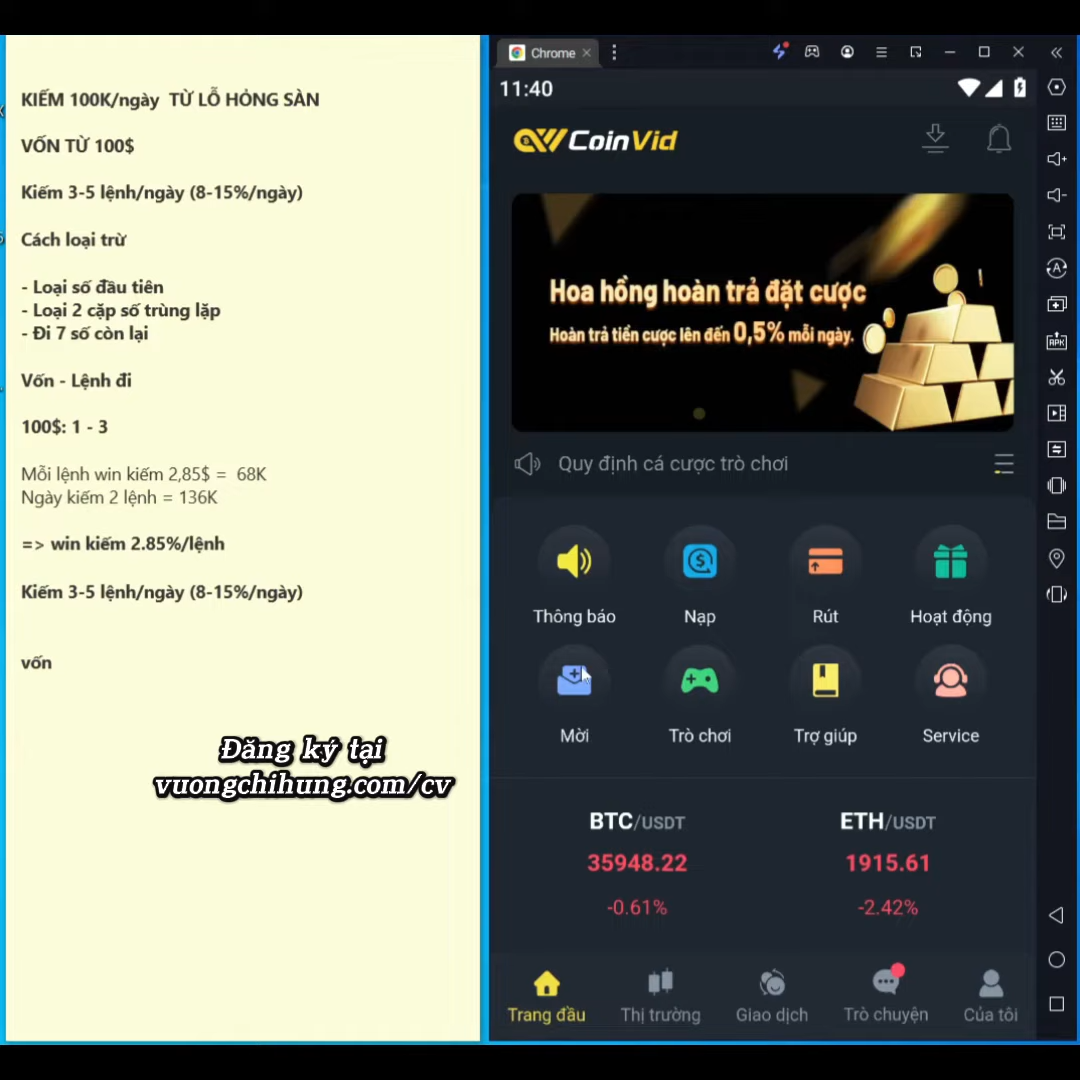 KIẾM 100K/ngày TỪ LỖ HỎNG SÀN
VỐN TỪ 100$
Kiếm 3-5 lệnh/ngày (8-15%/ngày)
Cách loại trừ
- Loại số đầu tiên
- Loại 2 cặp số trùng lặp
- Đi 7 số còn lại
Vốn - Lệnh đi
100$: 1 - 3
Mỗi lệnh win kiếm 2,85$ = 68K
Ngày kiếm 2 lệnh = 136K
=> win kiếm 2.85%/lệnh
Kiếm 3-5 lệnh/ngày (8-15%/ngày)
vốn
Đăng ký tại
vuongchihung.com/cv
Chrome
11:40
CoinVid
Hoa hồng hoàn trả đặt cược
Hoàn trả tiền cược lên đến 0,5% mỗi ngày.
Quy định cá cược trò chơi
Thông báo
Nạp
Rút
Hoạt động
Mời
Trò chơi
Trợ giúp
Service
BTC/USDT
ETH/USDT
35948.22
1915.61
-0.61%
-2.42%
Trang đầu
Thị trường
Giao dịch
Trò chuyện
Của tôi
APK